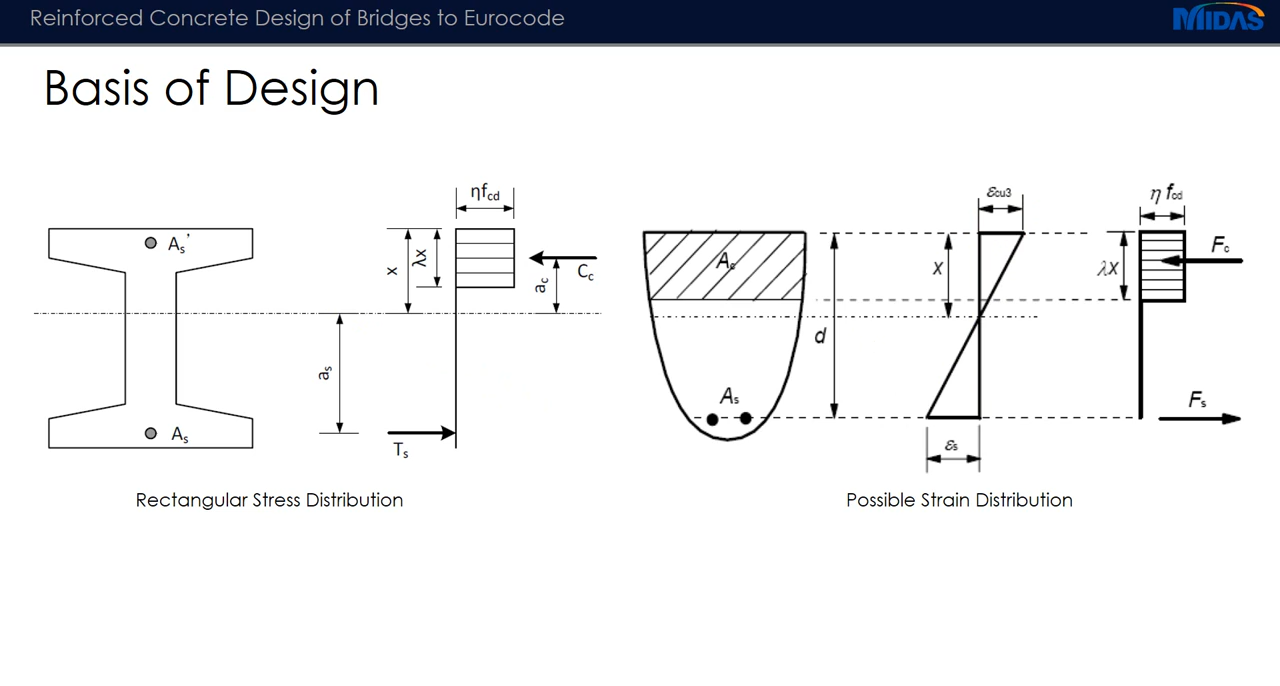 Reinforced Concrete Design of Bridges to Eurocode
MIDAS
Basis of Design
As'
As
as
x
λx
ηfcd
Cc
ac
Ts
Rectangular Stress Distribution
Ac
As
d
εcu3
x
εs
η fcd
λx
Fc
Fs
Possible Strain Distribution